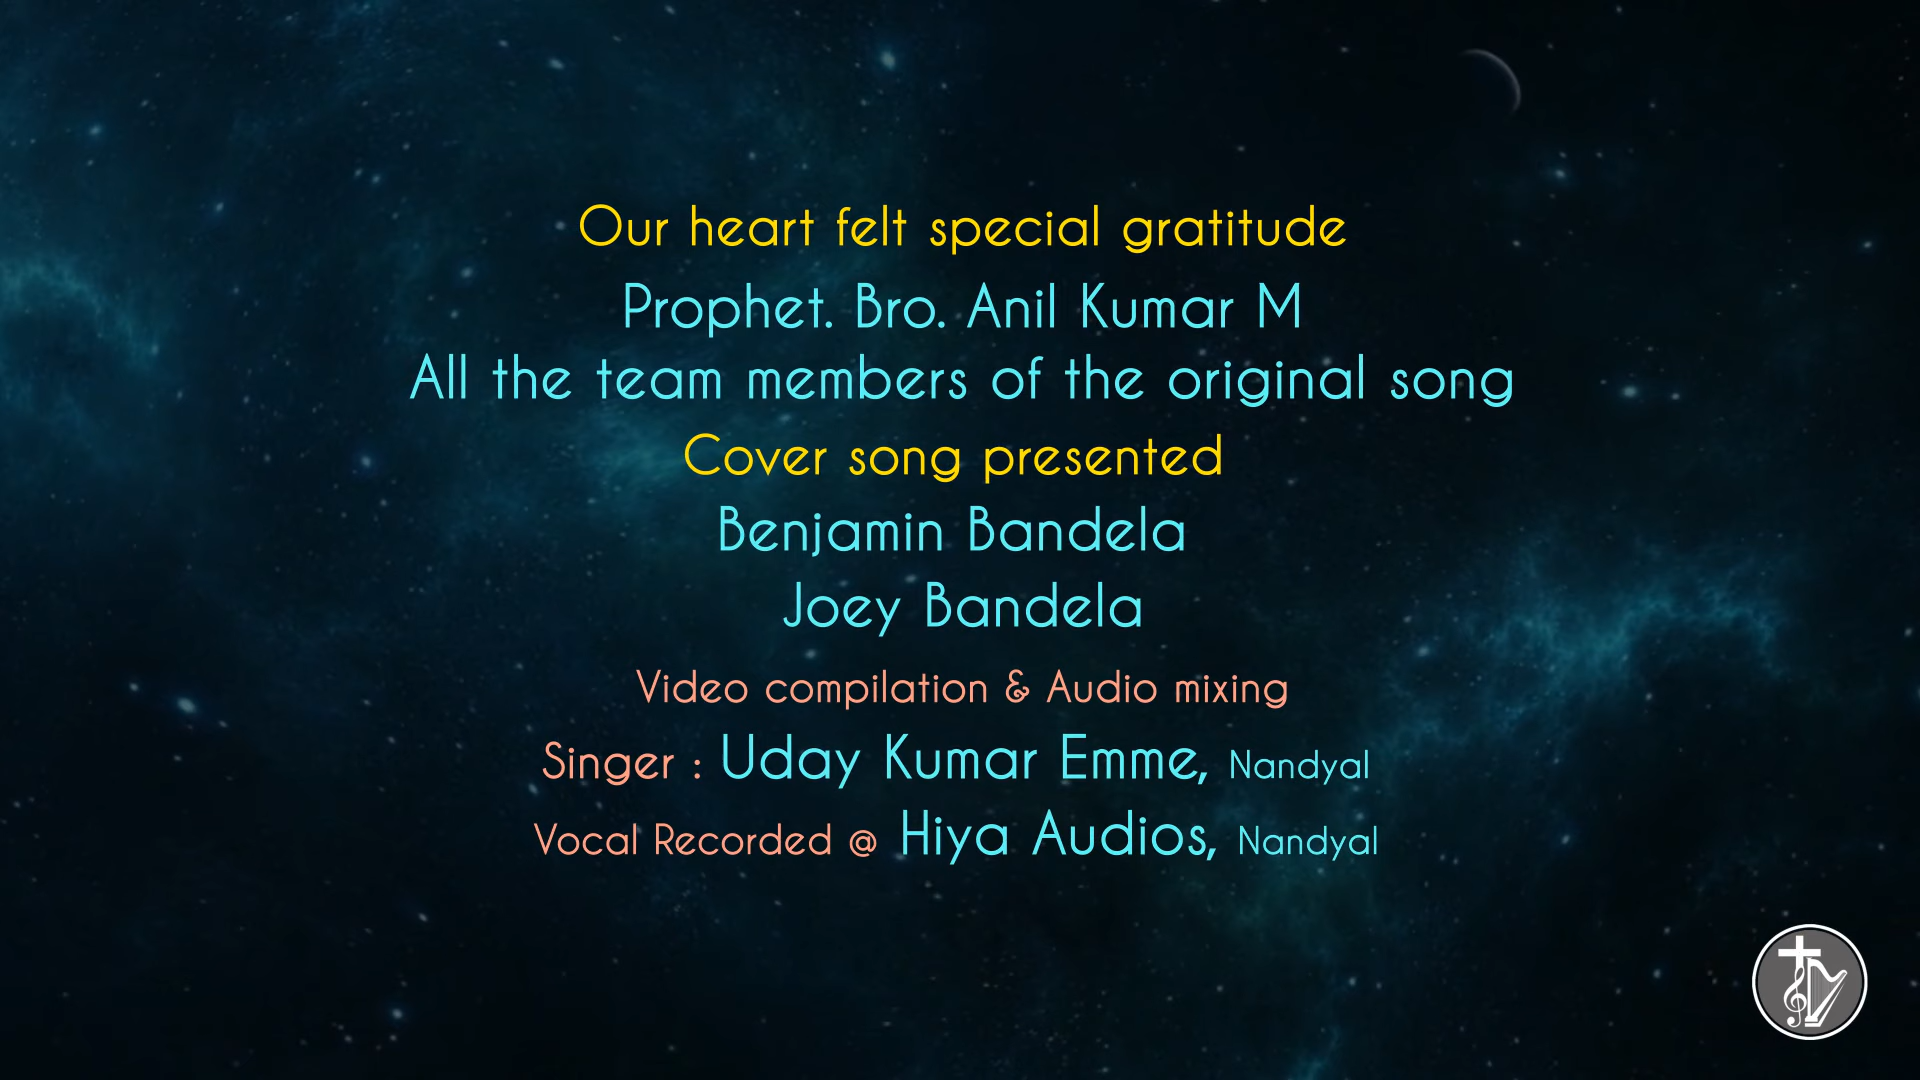 Our heart felt special gratitude
Prophet. Bro. Anil Kumar M
All the team members of the original song
Cover song presented
Benjamin Bandela
Joey Bandela
Video compilation & Audio mixing
Singer : Uday Kumar Emme, Nandyal
Vocal Recorded @ Hiya Audios, Nandyal